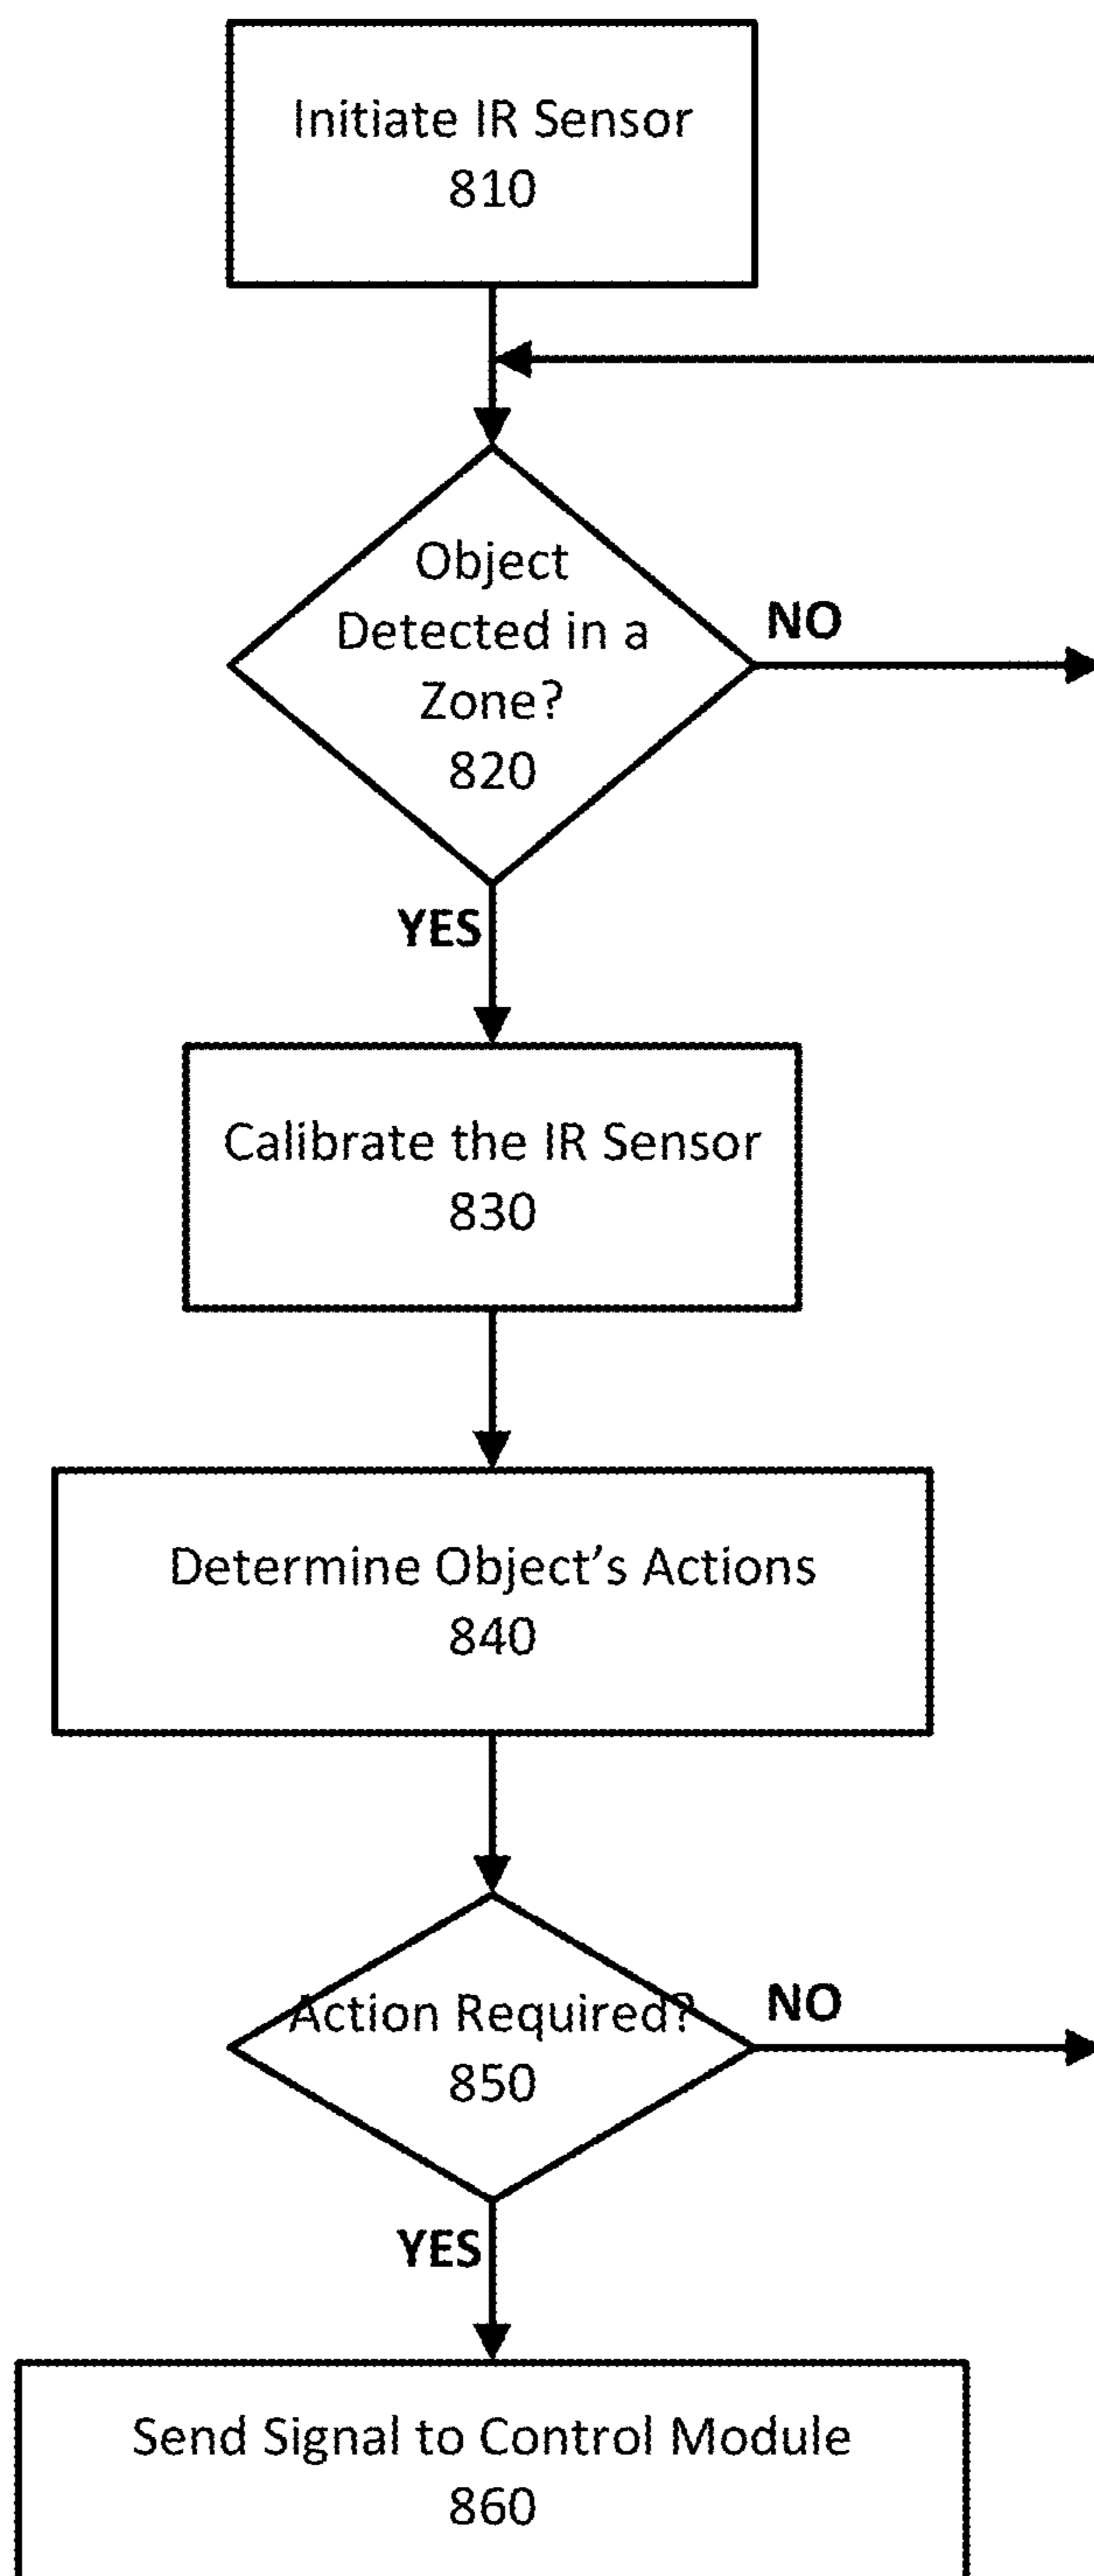 Initiate IR Sensor
810
Object
Detected in a
Zone?
820
NO
YES
Calibrate the IR Sensor
830
Determine Object’s Actions
840
Action Required?
850
NO
YES
Send Signal to Control Module
860